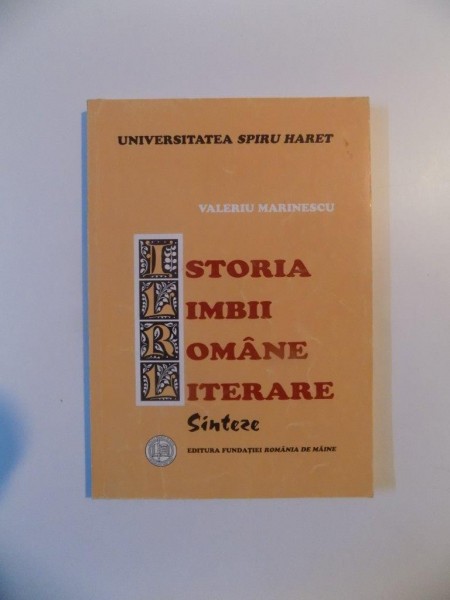 UNIVERSITATEA SPIRU HARET
VALERIU MARINESCU
ISTORIA
LIMBII
ROMÂNE
LITERARE
Sinteze
EDITURA FUNDAȚIEI ROMÂNIA DE MÂINE